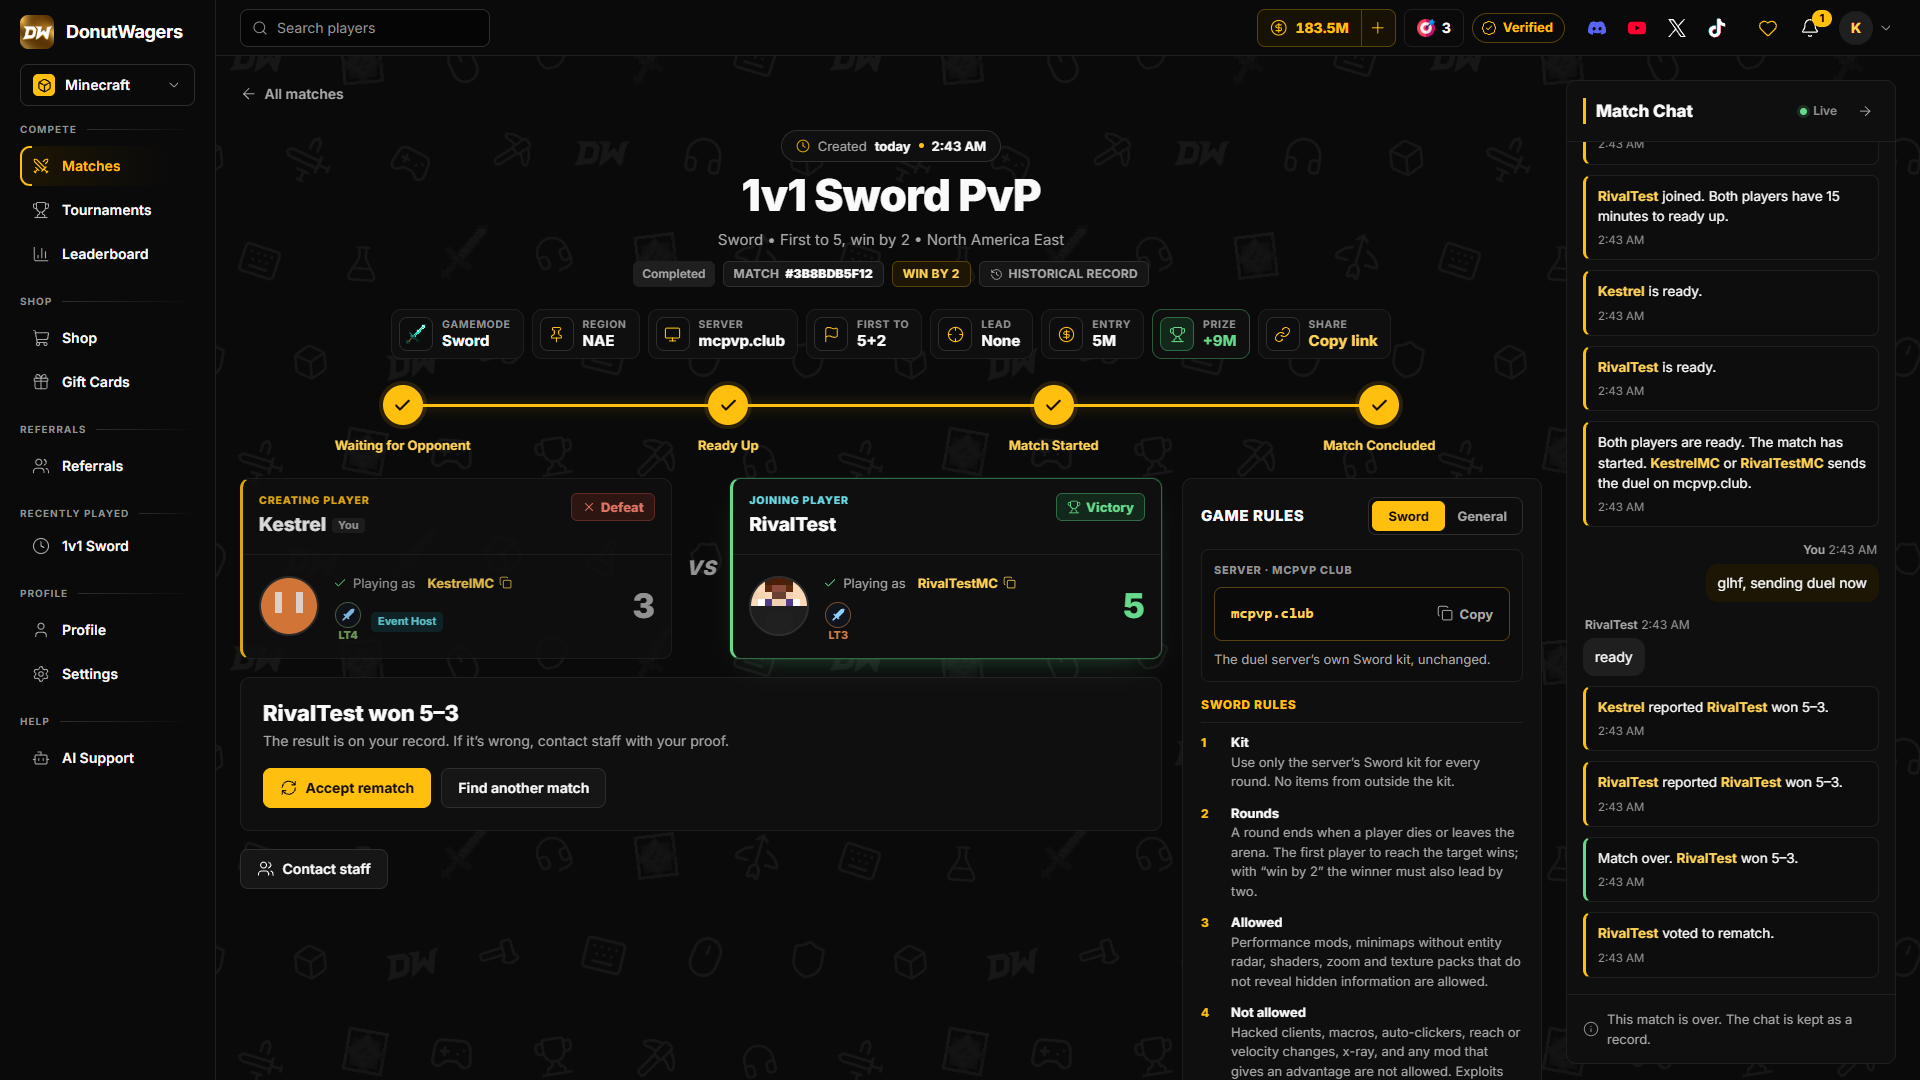 DW DonutWagers
Search players
183.5M
3
Verified
1
K
Minecraft
COMPETE
Matches
Tournaments
Leaderboard
SHOP
Shop
Gift Cards
REFERRALS
Referrals
RECENTLY PLAYED
1v1 Sword
PROFILE
Profile
Settings
HELP
AI Support
All matches
Created today • 2:43 AM
1v1 Sword PvP
Sword • First to 5, win by 2 • North America East
Completed
MATCH #3B8BDB5F12
WIN BY 2
HISTORICAL RECORD
GAMEMODE
Sword
REGION
NAE
SERVER
mcpvp.club
FIRST TO
5+2
LEAD
None
ENTRY
5M
PRIZE
+9M
SHARE
Copy link
Waiting for Opponent
Ready Up
Match Started
Match Concluded
CREATING PLAYER
Kestrel You
Defeat
Playing as KestrelMC
LT4
Event Host
3
VS
JOINING PLAYER
RivalTest
Victory
Playing as RivalTestMC
LT3
5
RivalTest won 5–3
The result is on your record. If it's wrong, contact staff with your proof.
Accept rematch
Find another match
Contact staff
GAME RULES
Sword
General
SERVER · MCPVP CLUB
mcpvp.club
Copy
The duel server's own Sword kit, unchanged.
SWORD RULES
1 Kit
Use only the server's Sword kit for every
round. No items from outside the kit.
2 Rounds
A round ends when a player dies or leaves the
arena. The first player to reach the target wins;
with “win by 2” the winner must also lead by
two.
3 Allowed
Performance mods, minimaps without entity
radar, shaders, zoom and texture packs that do
not reveal hidden information are allowed.
4 Not allowed
Hacked clients, macros, auto-clickers, reach or
velocity changes, x-ray, and any mod that
gives an advantage are not allowed. Exploits
Match Chat
Live
2:43 AM
RivalTest joined. Both players have 15
minutes to ready up.
2:43 AM
Kestrel is ready.
2:43 AM
RivalTest is ready.
2:43 AM
Both players are ready. The match has
started. KestrelMC or RivalTestMC sends
the duel on mcpvp.club.
2:43 AM
You 2:43 AM
glhf, sending duel now
RivalTest 2:43 AM
ready
Kestrel reported RivalTest won 5–3.
2:43 AM
RivalTest reported RivalTest won 5–3.
2:43 AM
Match over. RivalTest won 5–3.
2:43 AM
RivalTest voted to rematch.
2:43 AM
This match is over. The chat is kept as a
record.